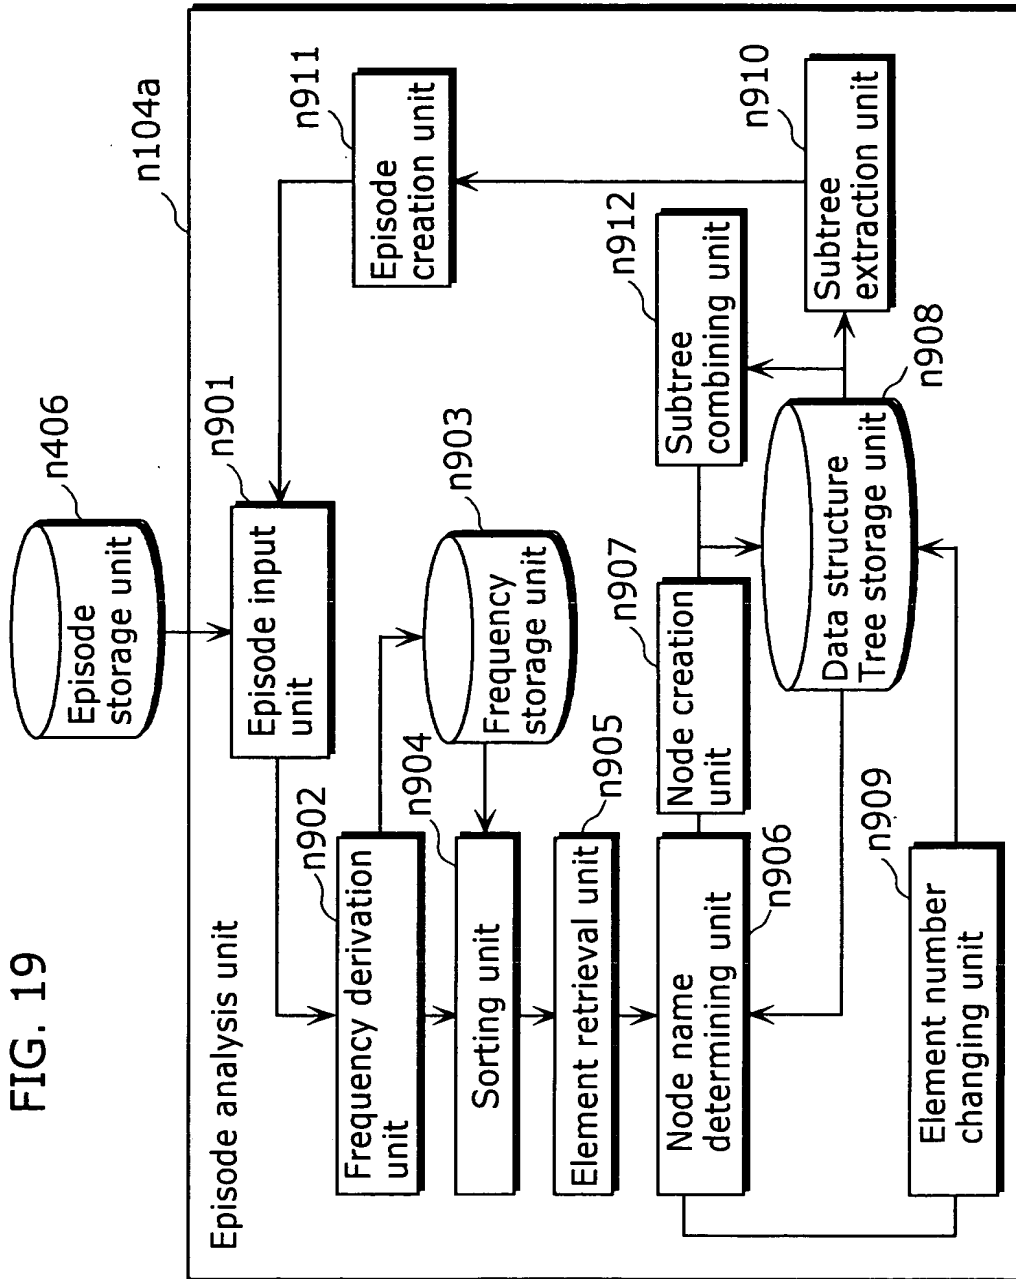 FIG. 19
n406
Episode
storage unit
n104a
Episode analysis unit
n901
Episode input
unit
n911
Episode
creation unit
n902
Frequency derivation
unit
n903
Frequency
storage unit
n904
Sorting unit
n905
Element retrieval unit
n906
Node name
determining unit
n907
Node creation
unit
n912
Subtree
combining unit
n910
Subtree
extraction unit
n908
Data structure
Tree storage unit
n909
Element number
changing unit